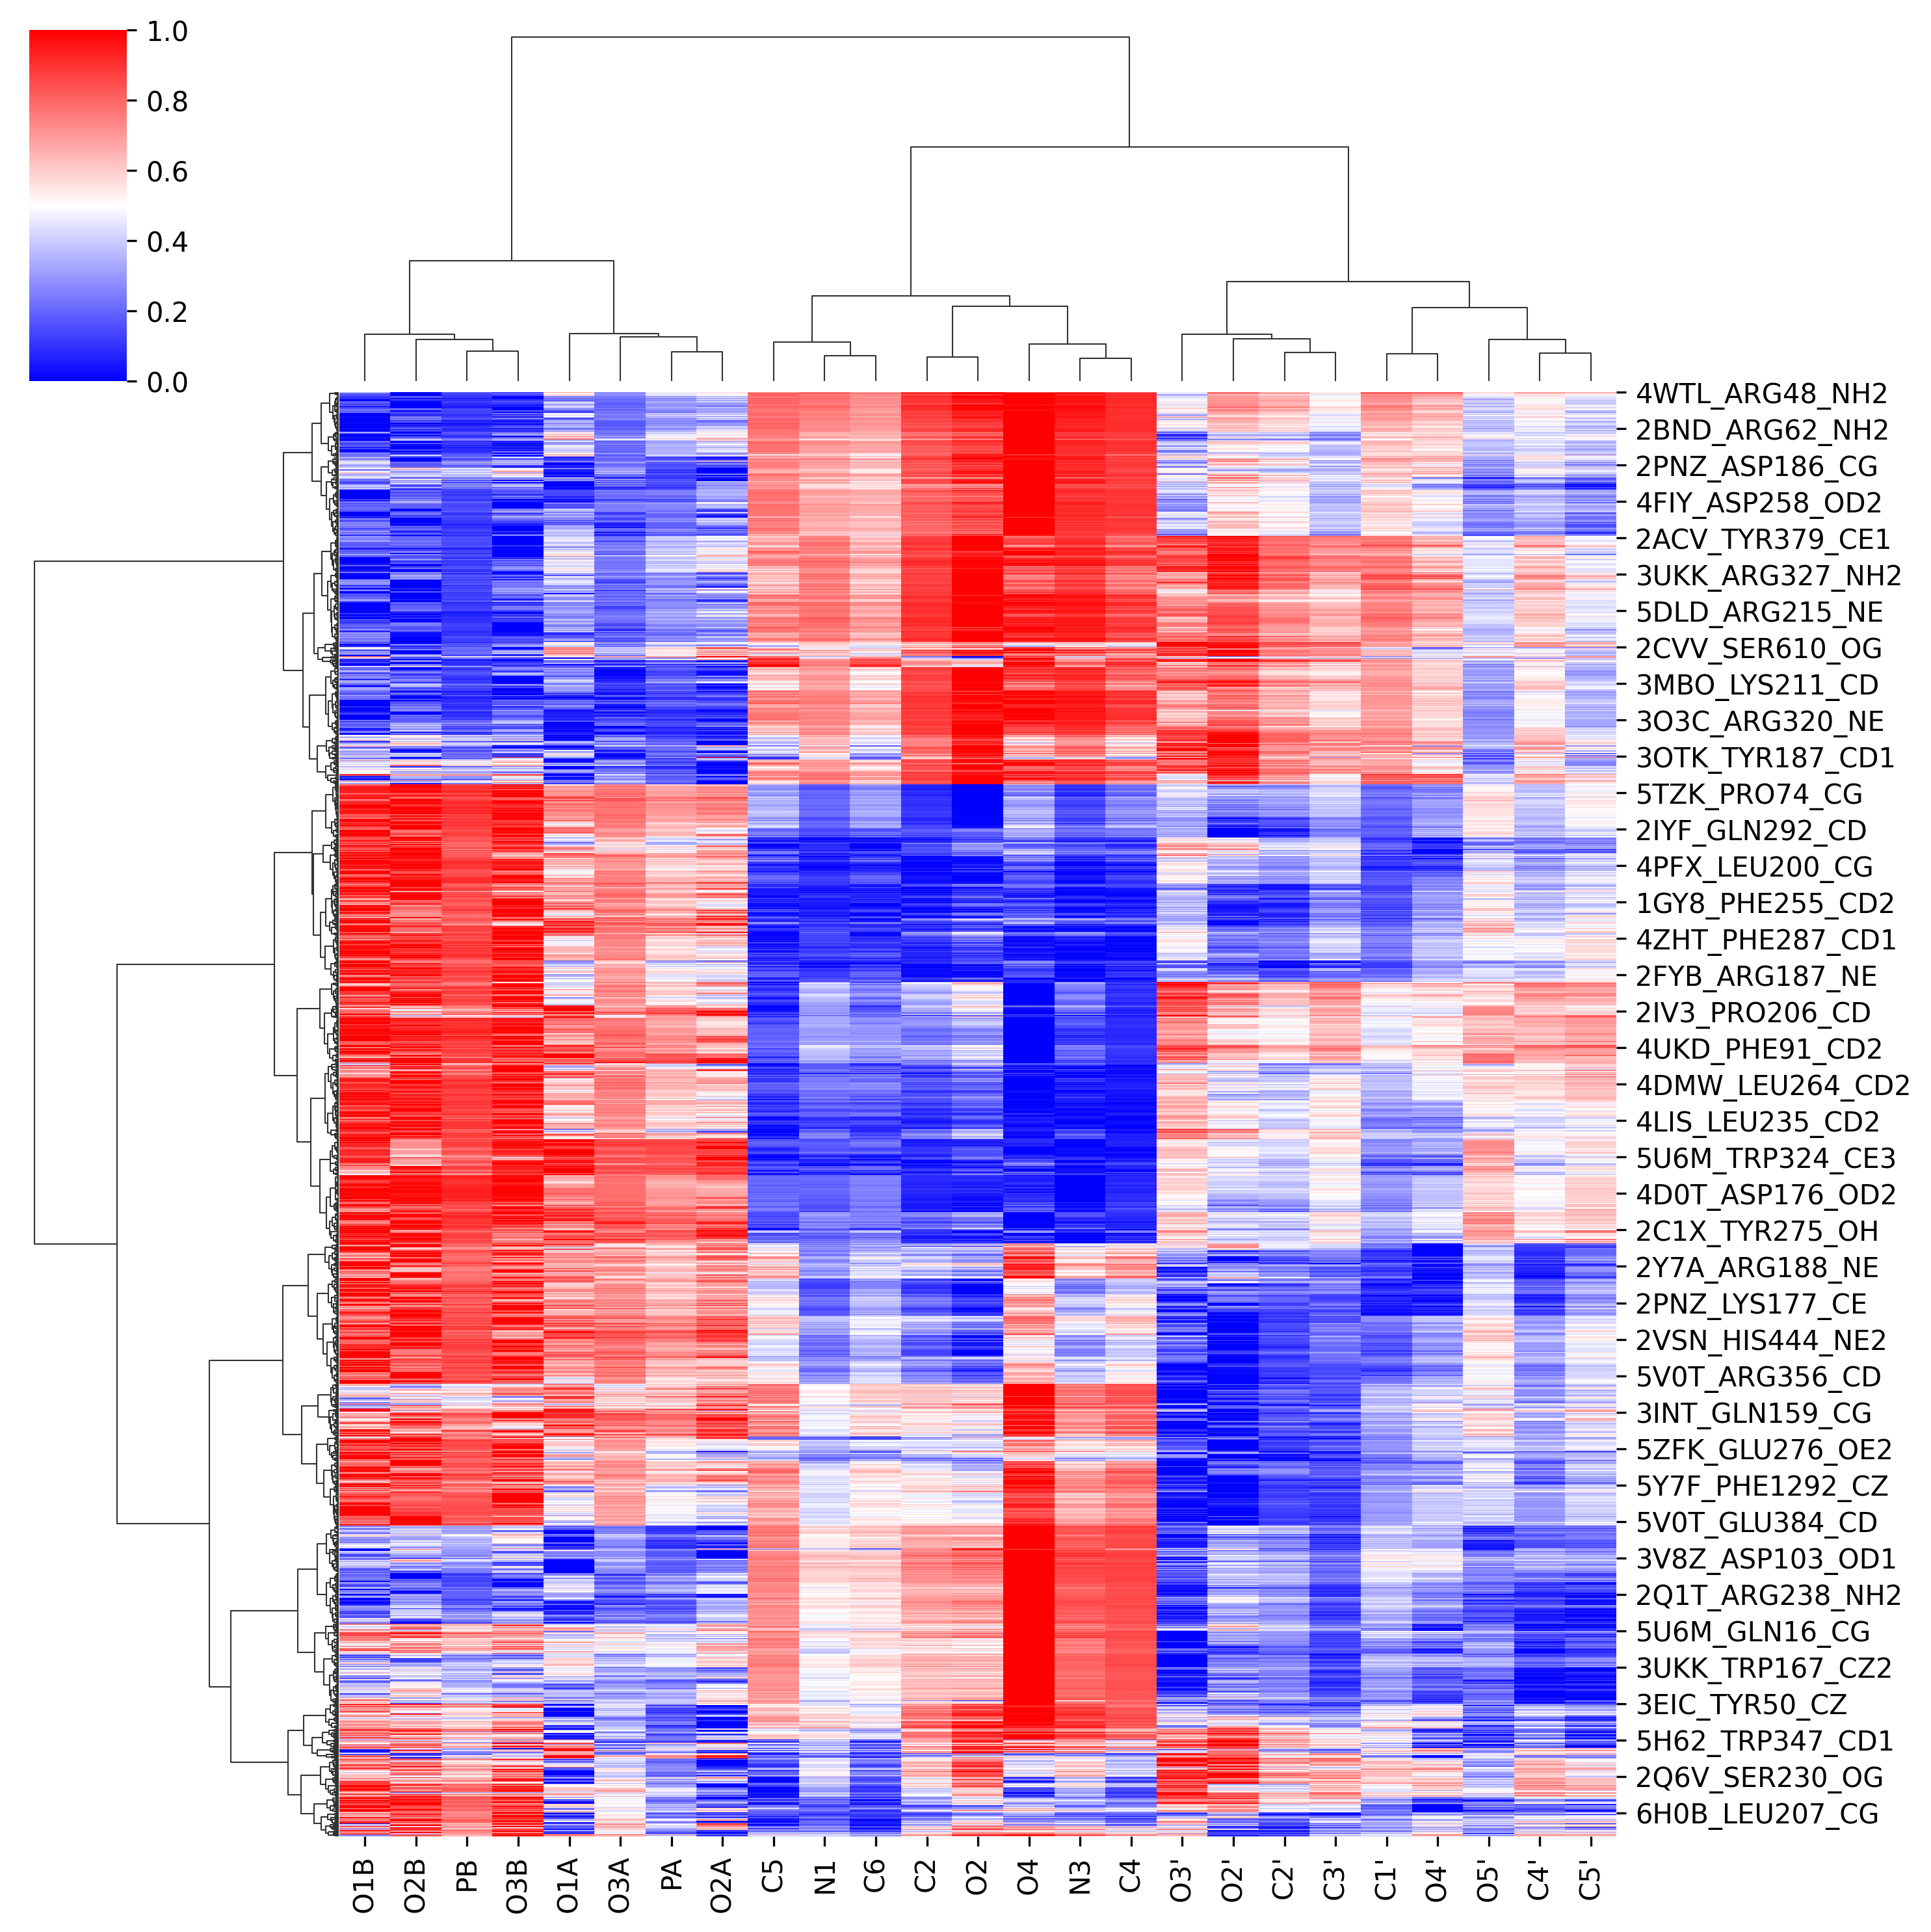 1.0
0.8
0.6
0.4
0.2
0.0
4WTL_ARG48_NH2
2BND_ARG62_NH2
2PNZ_ASP186_CG
4FIY_ASP258_OD2
2ACV_TYR379_CE1
3UKK_ARG327_NH2
5DLD_ARG215_NE
2CVV_SER610_OG
3MBO_LYS211_CD
3O3C_ARG320_NE
3OTK_TYR187_CD1
5TZK_PRO74_CG
2IYF_GLN292_CD
4PFX_LEU200_CG
1GY8_PHE255_CD2
4ZHT_PHE287_CD1
2FYB_ARG187_NE
2IV3_PRO206_CD
4UKD_PHE91_CD2
4DMW_LEU264_CD2
4LIS_LEU235_CD2
5U6M_TRP324_CE3
4D0T_ASP176_OD2
2C1X_TYR275_OH
2Y7A_ARG188_NE
2PNZ_LYS177_CE
2VSN_HIS444_NE2
5V0T_ARG356_CD
3INT_GLN159_CG
5ZFK_GLU276_OE2
5Y7F_PHE1292_CZ
5V0T_GLU384_CD
3V8Z_ASP103_OD1
2Q1T_ARG238_NH2
5U6M_GLN16_CG
3UKK_TRP167_CZ2
3EIC_TYR50_CZ
5H62_TRP347_CD1
2Q6V_SER230_OG
6H0B_LEU207_CG
O1B O2B PB O3B O1A O3A PA O2A C5 N1 C6 C2 O2 O4 N3 C4 O3' O2' C2' C3' C1' O4' O5' C4' C5'